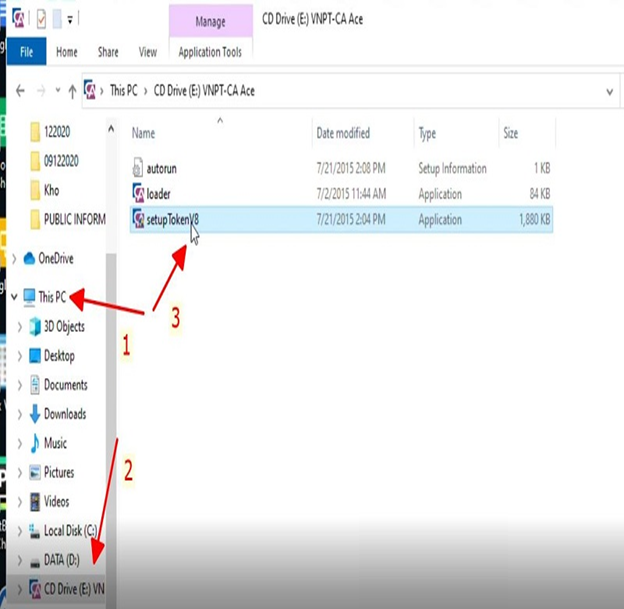 Manage
CD Drive (E:) VNPT-CA Ace
File Home Share View Application Tools
This PC > CD Drive (E:) VNPT-CA Ace
Name Date modified Type Size
autorun 7/21/2015 2:08 PM Setup Information 1 KB
loader 7/2/2015 11:44 AM Application 84 KB
setupTokenV8 7/21/2015 2:04 PM Application 1,880 KB
122020
09122020
Kho
PUBLIC INFORM
OneDrive
This PC
3D Objects
Desktop
Documents
Downloads
Music
Pictures
Videos
Local Disk (C:)
DATA (D:)
CD Drive (E:) VN
1
2
3